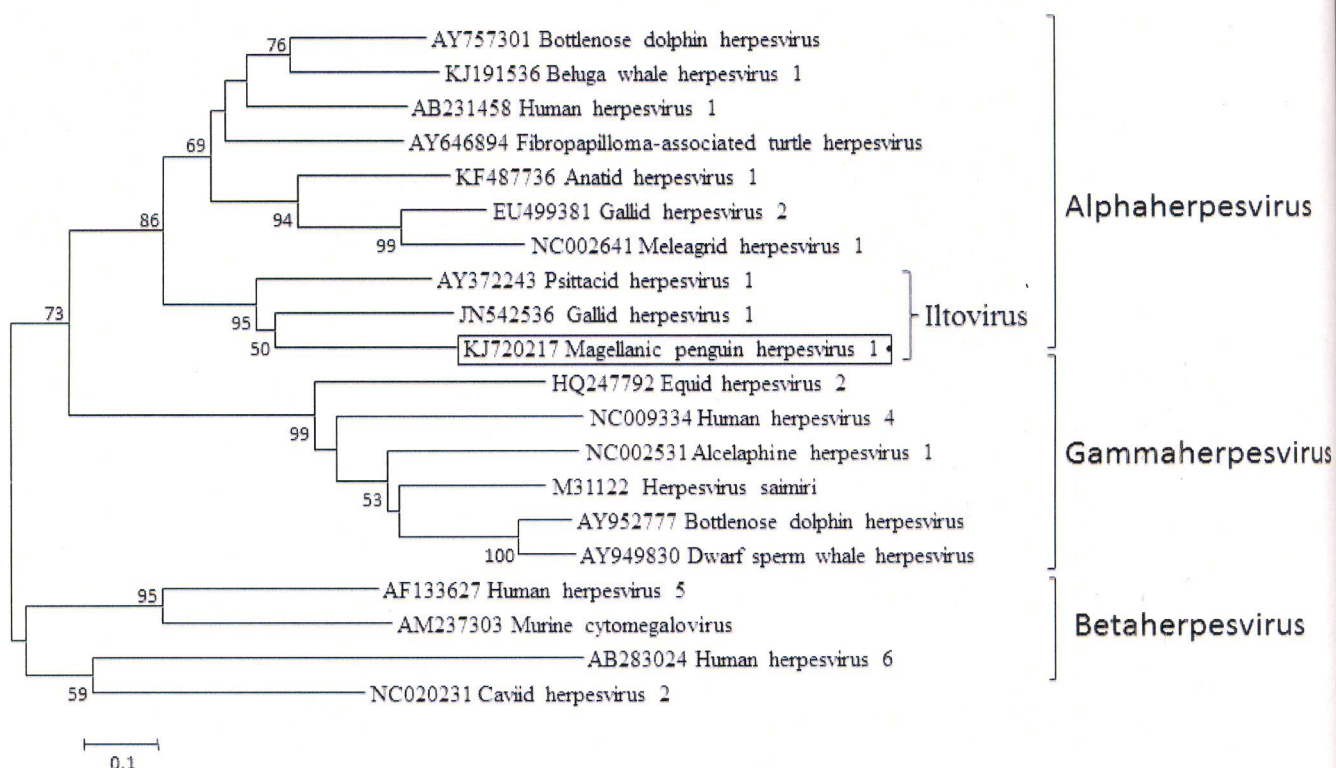 76
AY757301 Bottlenose dolphin herpesvirus
KJ191536 Beluga whale herpesvirus 1
AB231458 Human herpesvirus 1
69
AY646894 Fibropapilloma-associated turtle herpesvirus
KF487736 Anatid herpesvirus 1
Alphaherpesvirus
86
94
EU499381 Gallid herpesvirus 2
99
NC002641 Meleagrid herpesvirus 1
AY372243 Psittacid herpesvirus 1
73
95
JN542536 Gallid herpesvirus 1
Iltovirus
50
KJ720217 Magellanic penguin herpesvirus 1
HQ247792 Equid herpesvirus 2
99
NC009334 Human herpesvirus 4
NC002531 Alcelaphine herpesvirus 1
Gammaherpesvirus
53
M31122 Herpesvirus saimiri
AY952777 Bottlenose dolphin herpesvirus
100
AY949830 Dwarf sperm whale herpesvirus
95
AF133627 Human herpesvirus 5
AM237303 Murine cytomegalovirus
Betaherpesvirus
AB283024 Human herpesvirus 6
59
NC020231 Caviid herpesvirus 2
0.1